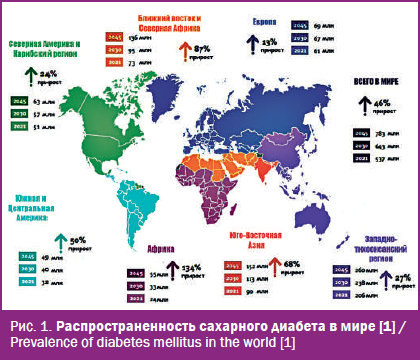 Северная Америка и
Карибский регион
24%
прирост
2045 63 млн
2030 57 млн
2021 51 млн
Ближний восток и
Северная Африка
2045 136 млн
2030 95 млн
2021 73 млн
87%
прирост
Европа
13%
прирост
2045 69 млн
2030 67 млн
2021 61 млн
ВСЕГО В МИРЕ
46%
прирост
2045 783 млн
2030 643 млн
2021 537 млн
Южная и
Центральная
Америка
50%
прирост
2045 49 млн
2030 40 млн
2021 32 млн
Африка
2045 55 млн
2030 33 млн
2021 24 млн
134%
прирост
Юго-Восточная
Азия
2045 152 млн
2030 113 млн
2021 90 млн
68%
прирост
Западно-
тихоокеанский
регион
2045 260 млн
2030 238 млн
2021 206 млн
27%
прирост
Рис. 1. Распространенность сахарного диабета в мире [1] /
Prevalence of diabetes mellitus in the world [1]